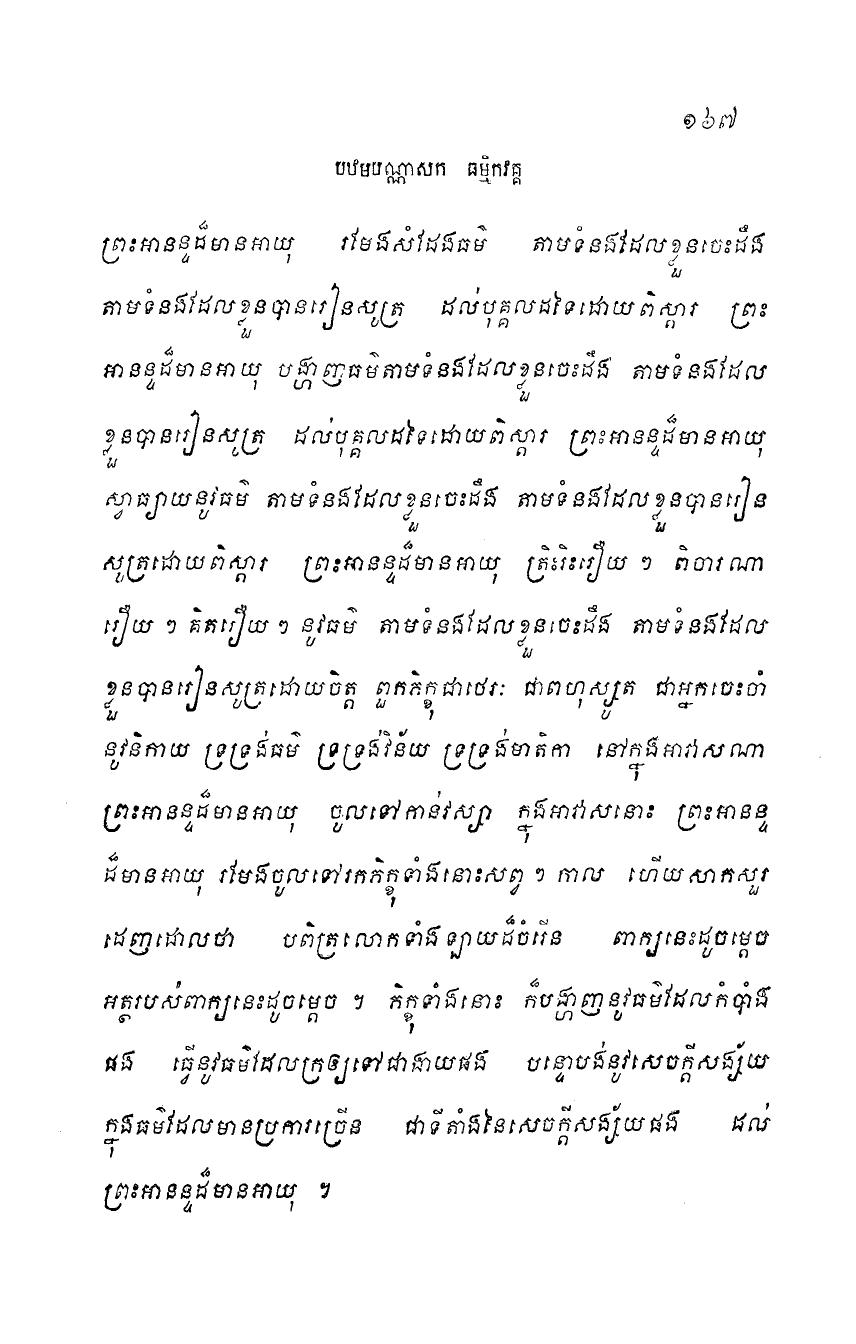 ១៦៧
បឋមបណ្ណាសក ធម្មិកវគ្គ
ព្រះអានន្ទដ៏មានអាយុ រមែងសំដែងធម៌ តាមទំនងដែលខ្លួនចេះដឹង
តាមទំនងដែលខ្លួនបានរៀនសូត្រ ដល់បុគ្គលដទៃដោយពិស្តារ ព្រះ
អានន្ទដ៏មានអាយុ បង្ហាញធម៌តាមទំនងដែលខ្លួនចេះដឹង តាមទំនងដែល
ខ្លួនបានរៀនសូត្រ ដល់បុគ្គលដទៃដោយពិស្តារ ព្រះអានន្ទដ៏មានអាយុ
ស្វាធ្យាយនូវធម៌ តាមទំនងដែលខ្លួនចេះដឹង តាមទំនងដែលខ្លួនបានរៀន
សូត្រដោយពិស្តារ ព្រះអានន្ទដ៏មានអាយុ ត្រិះរិះរឿយ ៗ ពិចារណា
រឿយ ៗ គិតរឿយ ៗ នូវធម៌ តាមទំនងដែលខ្លួនចេះដឹង តាមទំនងដែល
ខ្លួនបានរៀនសូត្រដោយចិត្ត ពួកភិក្ខុជាថេរៈ ជាពហុស្សូត ជាអ្នកចេះចាំ
នូវនិកាយ ទ្រទ្រង់ធម៌ ទ្រទ្រង់វិន័យ ទ្រទ្រង់មាតិកា នៅក្នុងអាវាសណា
ព្រះអានន្ទដ៏មានអាយុ ចូលទៅកាន់វស្សា ក្នុងអាវាសនោះ ព្រះអានន្ទ
ដ៏មានអាយុ រមែងចូលទៅរកភិក្ខុទាំងនោះសព្វ ៗ កាល ហើយសាកសួរ
ដេញដោលថា បពិត្រលោកទាំងឡាយដ៏ចំរើន ពាក្យនេះដូចម្តេច
អត្ថរបស់ពាក្យនេះដូចម្តេច ។ ភិក្ខុទាំងនោះ ក៏បង្ហាញនូវធម៌ដែលកំបាំង
ផង ធ្វើនូវធម៌ដែលក្រឲ្យទៅជាងាយផង បន្ទោបង់នូវសេចក្តីសង្ស័យ
ក្នុងធម៌ដែលមានប្រការច្រើន ជាទីតាំងនៃសេចក្តីសង្ស័យផង ដល់
ព្រះអានន្ទដ៏មានអាយុ ។